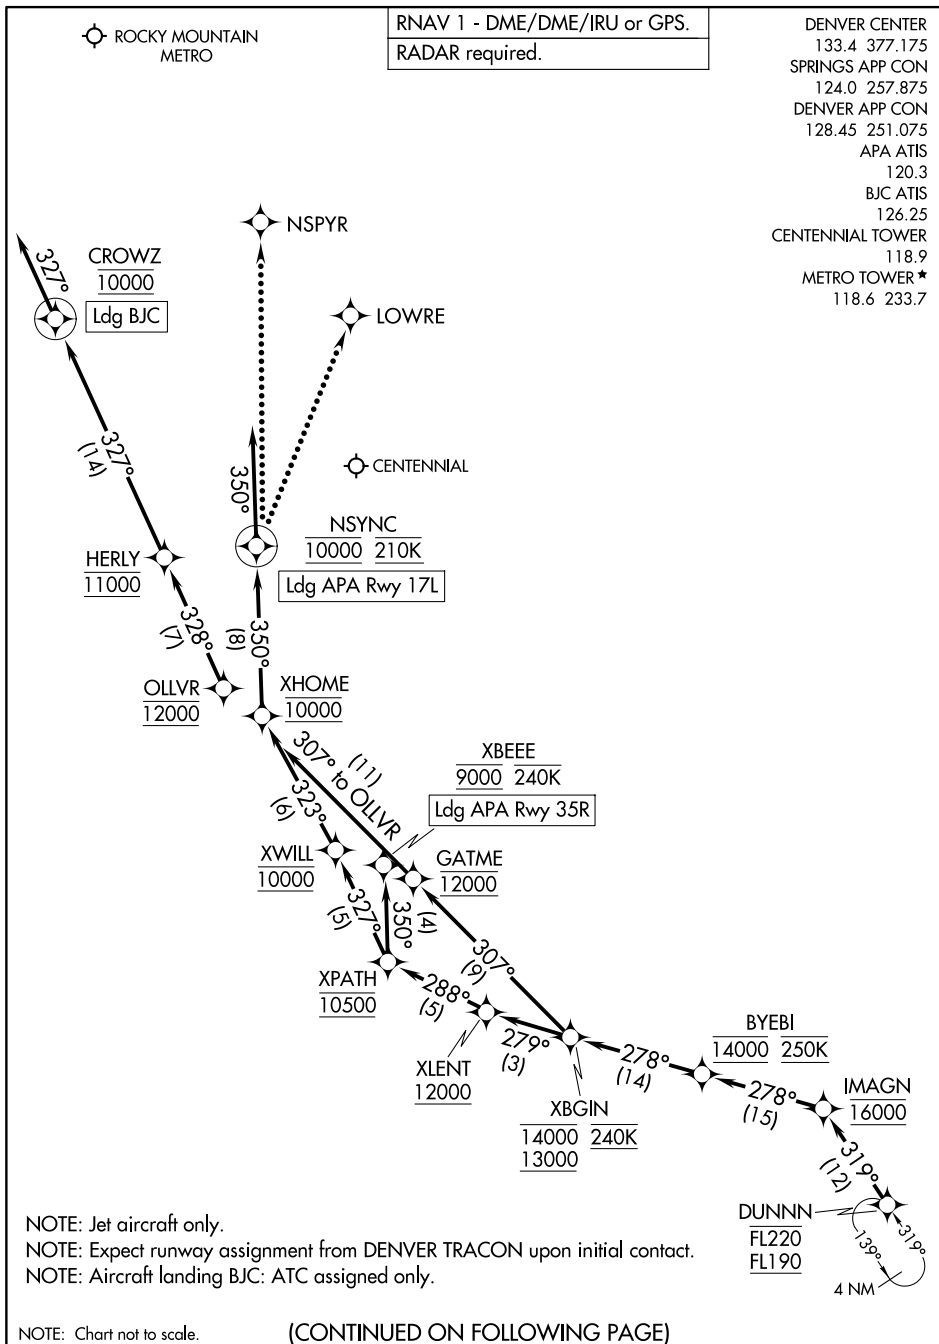 ROCKY MOUNTAIN
METRO
RNAV 1 - DME/DME/IRU or GPS.
RADAR required.
DENVER CENTER
133.4 377.175
SPRINGS APP CON
124.0 257.875
DENVER APP CON
128.45 251.075
APA ATIS
120.3
BJC ATIS
126.25
CENTENNIAL TOWER
118.9
METRO TOWER★
118.6 233.7
NSPYR
LOWRE
CROWZ
10000
Ldg BJC
327°
327°
(14)
CENTENNIAL
350°
NSYNC
10000 210K
Ldg APA Rwy 17L
HERLY
11000
328°
(7)
350°
(8)
OLLVR
12000
XHOME
10000
307° to OLLVR
(11)
323°
(6)
XBEEE
9000 240K
Ldg APA Rwy 35R
XWILL
10000
GATME
12000
327°
(5)
350°
(4)
307°
(9)
XPATH
10500
288°
(5)
XLENT
12000
279°
(3)
XBGIN
14000 240K
13000
278°
(14)
BYEBI
14000 250K
278°
(15)
IMAGN
16000
319°
(12)
DUNNN
FL220
FL190
139°
319°
4 NM
NOTE: Jet aircraft only.
NOTE: Expect runway assignment from DENVER TRACON upon initial contact.
NOTE: Aircraft landing BJC: ATC assigned only.
NOTE: Chart not to scale.
(CONTINUED ON FOLLOWING PAGE)